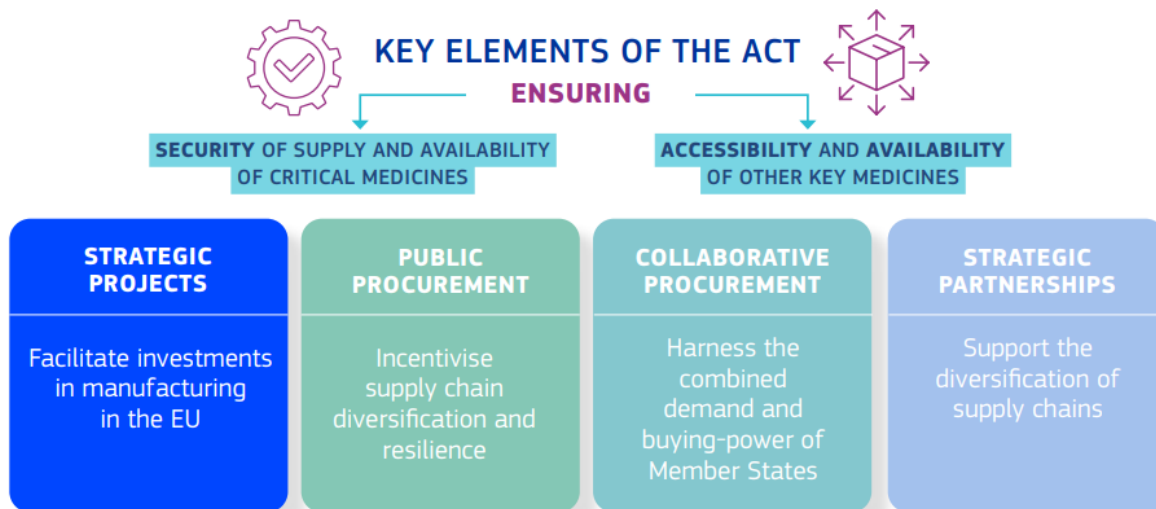 KEY ELEMENTS OF THE ACT
ENSURING
SECURITY OF SUPPLY AND AVAILABILITY
OF CRITICAL MEDICINES
ACCESSIBILITY AND AVAILABILITY
OF OTHER KEY MEDICINES
STRATEGIC
PROJECTS
Facilitate investments
in manufacturing
in the EU
PUBLIC
PROCUREMENT
Incentivise
supply chain
diversification and
resilience
COLLABORATIVE
PROCUREMENT
Harness the
combined
demand and
buying-power of
Member States
STRATEGIC
PARTNERSHIPS
Support the
diversification of
supply chains